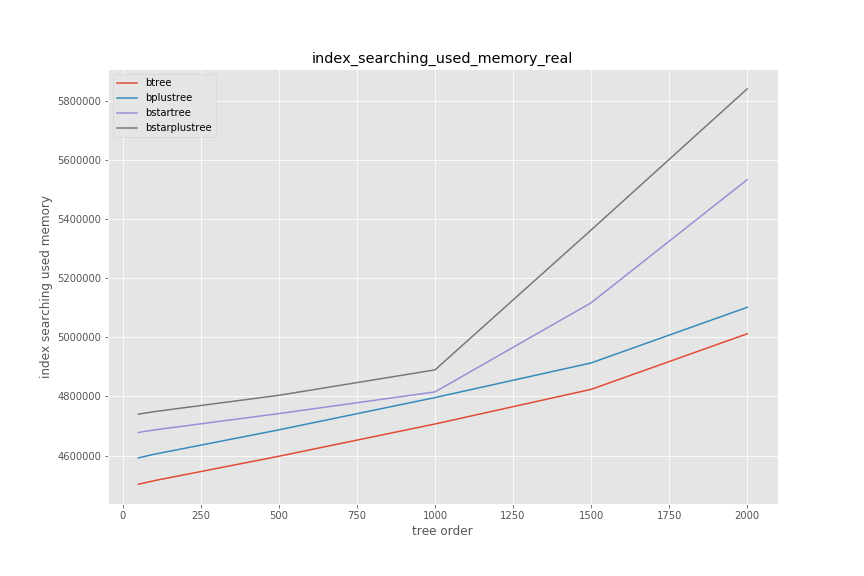 index_searching_used_memory_real
btree
bplustree
bstartree
bstarplustree
5800000
5600000
5400000
5200000
5000000
4800000
4600000
index searching used memory
0 250 500 750 1000 1250 1500 1750 2000
tree order